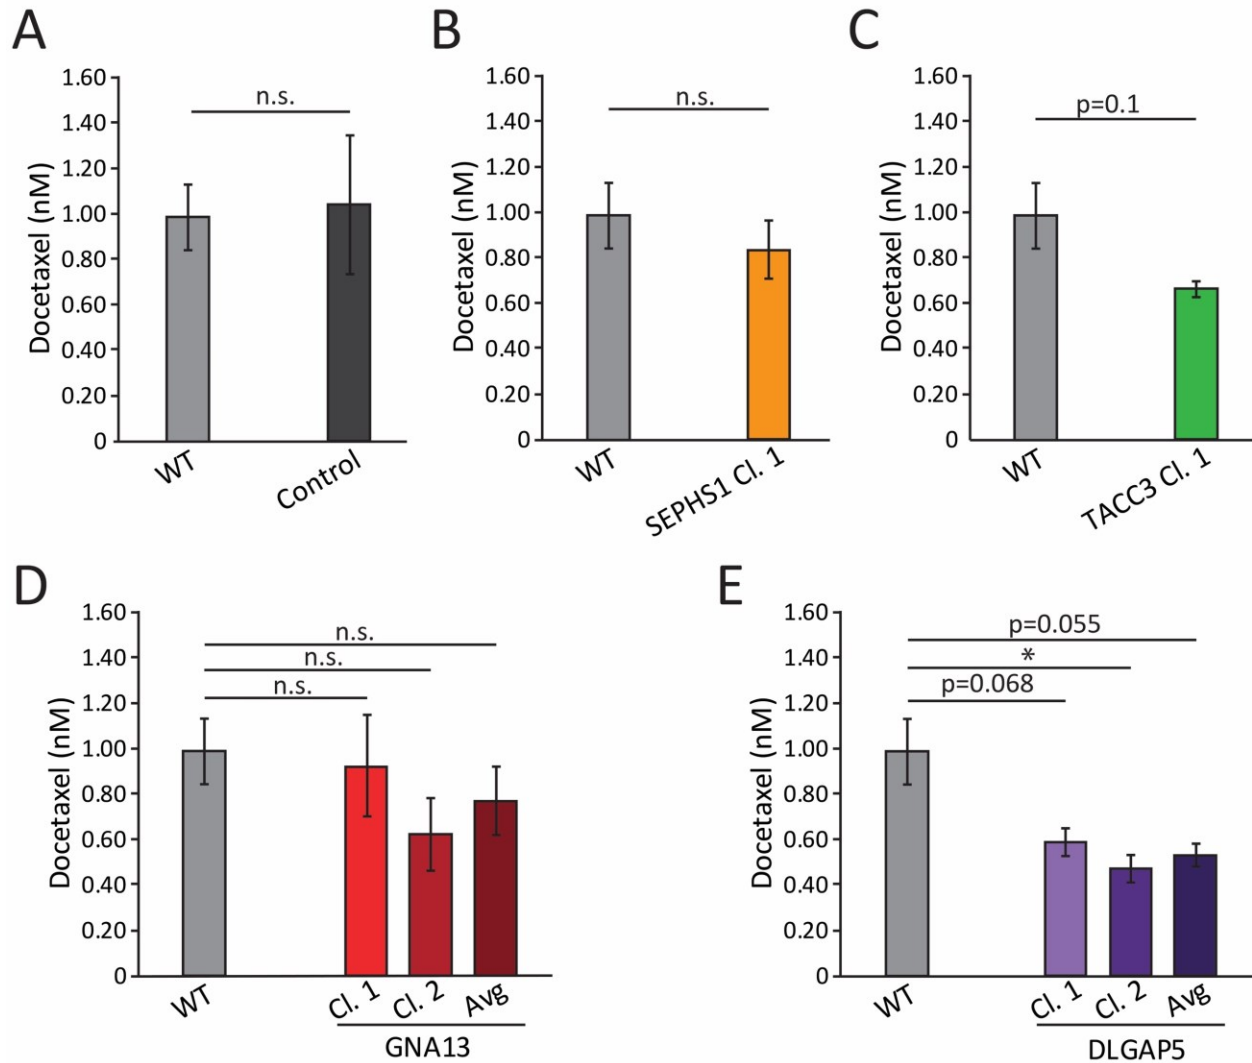 A
Docetaxel (nM)
1.60
1.40
1.20
1.00
0.80
0.60
0.40
0.20
0
n.s.
WT
Control
B
Docetaxel (nM)
1.60
1.40
1.20
1.00
0.80
0.60
0.40
0.20
0
n.s.
WT
SEPHS1 Cl. 1
C
Docetaxel (nM)
1.60
1.40
1.20
1.00
0.80
0.60
0.40
0.20
0
p=0.1
WT
TACC3 Cl. 1
D
Docetaxel (nM)
1.60
1.40
1.20
1.00
0.80
0.60
0.40
0.20
0
n.s.
n.s.
n.s.
WT
Cl. 1
Cl. 2
Avg
GNA13
E
Docetaxel (nM)
1.60
1.40
1.20
1.00
0.80
0.60
0.40
0.20
0
p=0.055
*
p=0.068
WT
Cl. 1
Cl. 2
Avg
DLGAP5